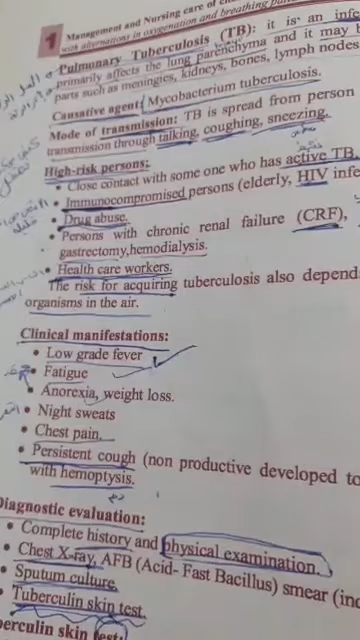 1 Management and Nursing care of
with alternations in oxygenation and breathing
Pulmonary Tuberculosis (TB): it is an
primarily affects the lung parenchyma and it may b
parts such as meningies, kidneys, bones, lymph nodes
Causative agent: Mycobacterium tuberculosis.
Mode of transmission: TB is spread from person
transmission through talking, coughing, sneezing.
High-risk persons:
• Close contact with some one who has active TB.
• Immunocompromised persons (elderly, HIV infe
• Drug abuse.
• Persons with chronic renal failure (CRF),
gastrectomy,hemodialysis.
• Health care workers.
The risk for acquiring tuberculosis also depend
organisms in the air.
Clinical manifestations:
• Low grade fever
• Fatigue
• Anorexia, weight loss.
• Night sweats
• Chest pain.
• Persistent cough (non productive developed to
with hemoptysis.
Diagnostic evaluation:
• Complete history and physical examination.
• Chest X-ray, AFB (Acid- Fast Bacillus) smear (in
• Sputum culture
• Tuberculin skin test.
berculin skin test: